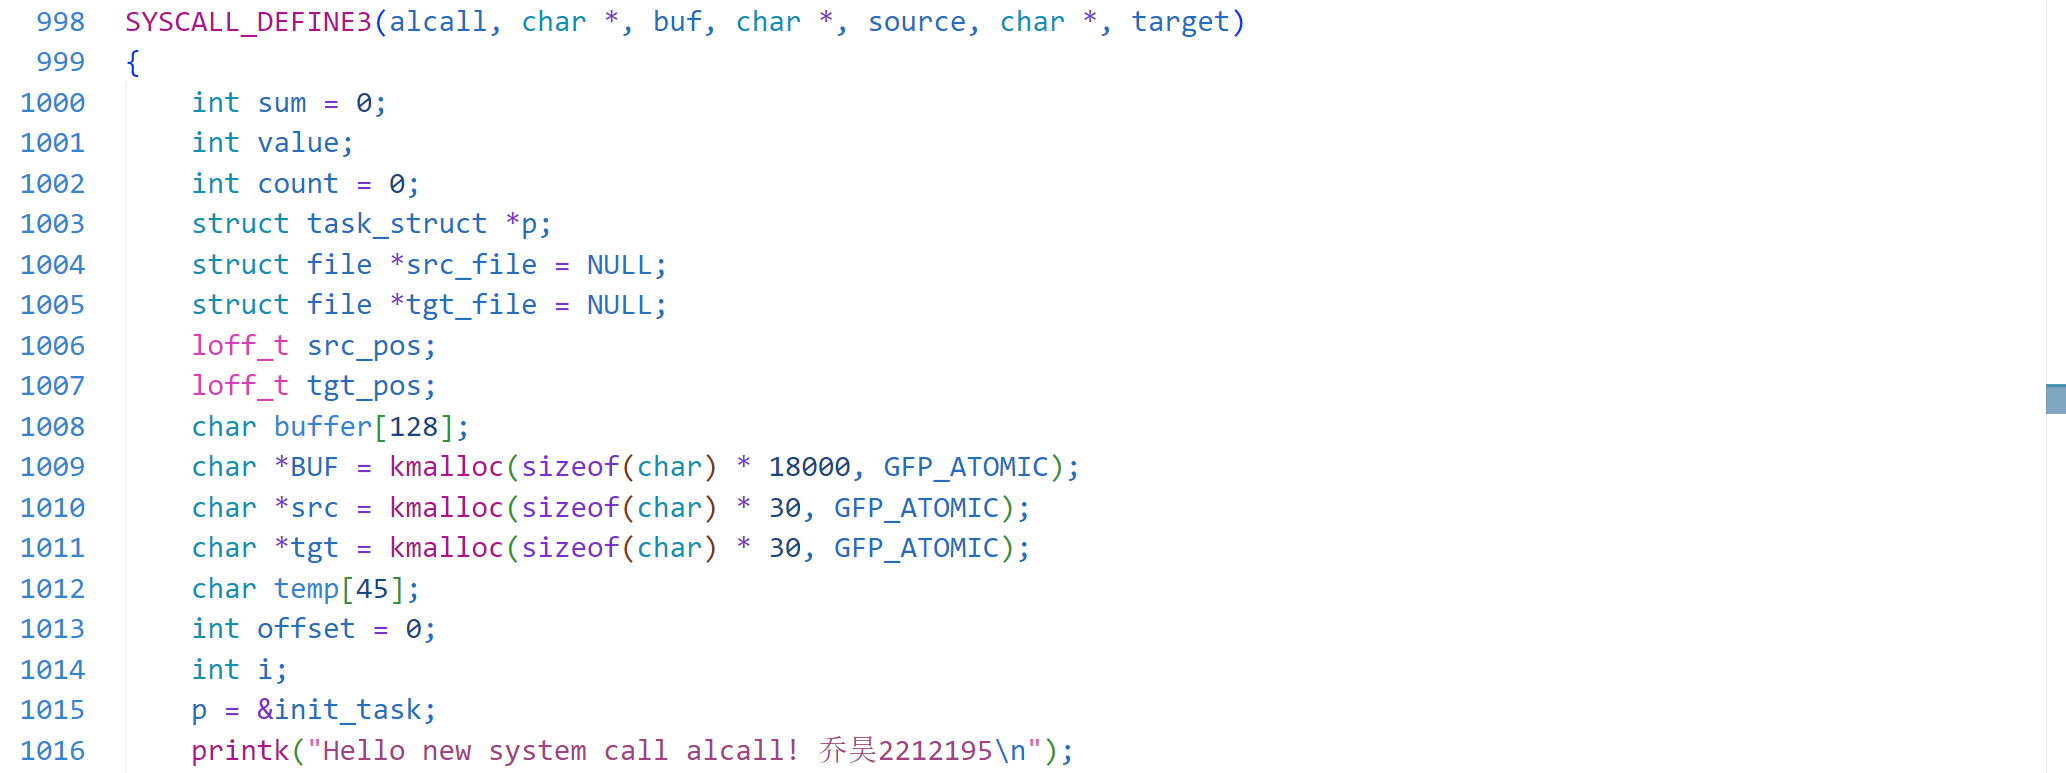 998 SYSCALL_DEFINE3(alcall, char *, buf, char *, source, char *, target)
999 {
1000     int sum = 0;
1001     int value;
1002     int count = 0;
1003     struct task_struct *p;
1004     struct file *src_file = NULL;
1005     struct file *tgt_file = NULL;
1006     loff_t src_pos;
1007     loff_t tgt_pos;
1008     char buffer[128];
1009     char *BUF = kmalloc(sizeof(char) * 18000, GFP_ATOMIC);
1010     char *src = kmalloc(sizeof(char) * 30, GFP_ATOMIC);
1011     char *tgt = kmalloc(sizeof(char) * 30, GFP_ATOMIC);
1012     char temp[45];
1013     int offset = 0;
1014     int i;
1015     p = &init_task;
1016     printk("Hello new system call alcall! 乔昊2212195\n");